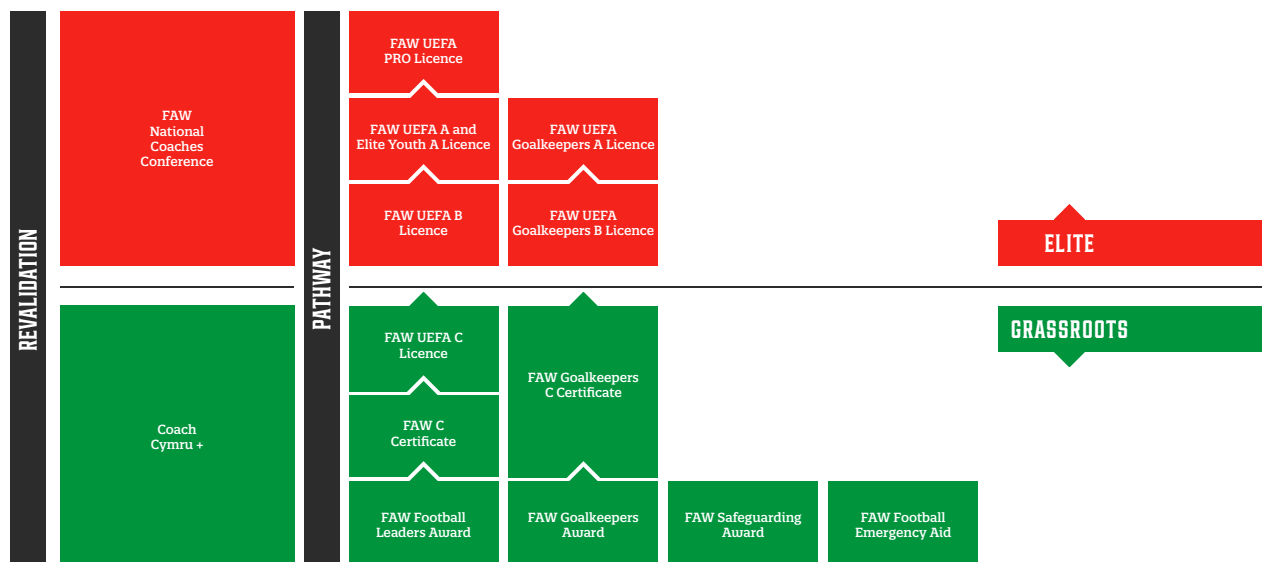 REVALIDATION
FAW
National
Coaches
Conference
Coach
Cymru +
PATHWAY
FAW UEFA
PRO Licence
FAW UEFA A and
Elite Youth A Licence
FAW UEFA
Goalkeepers A Licence
FAW UEFA B
Licence
FAW UEFA
Goalkeepers B Licence
ELITE
GRASSROOTS
FAW UEFA C
Licence
FAW Goalkeepers
C Certificate
FAW C
Certificate
FAW Football
Leaders Award
FAW Goalkeepers
Award
FAW Safeguarding
Award
FAW Football
Emergency Aid